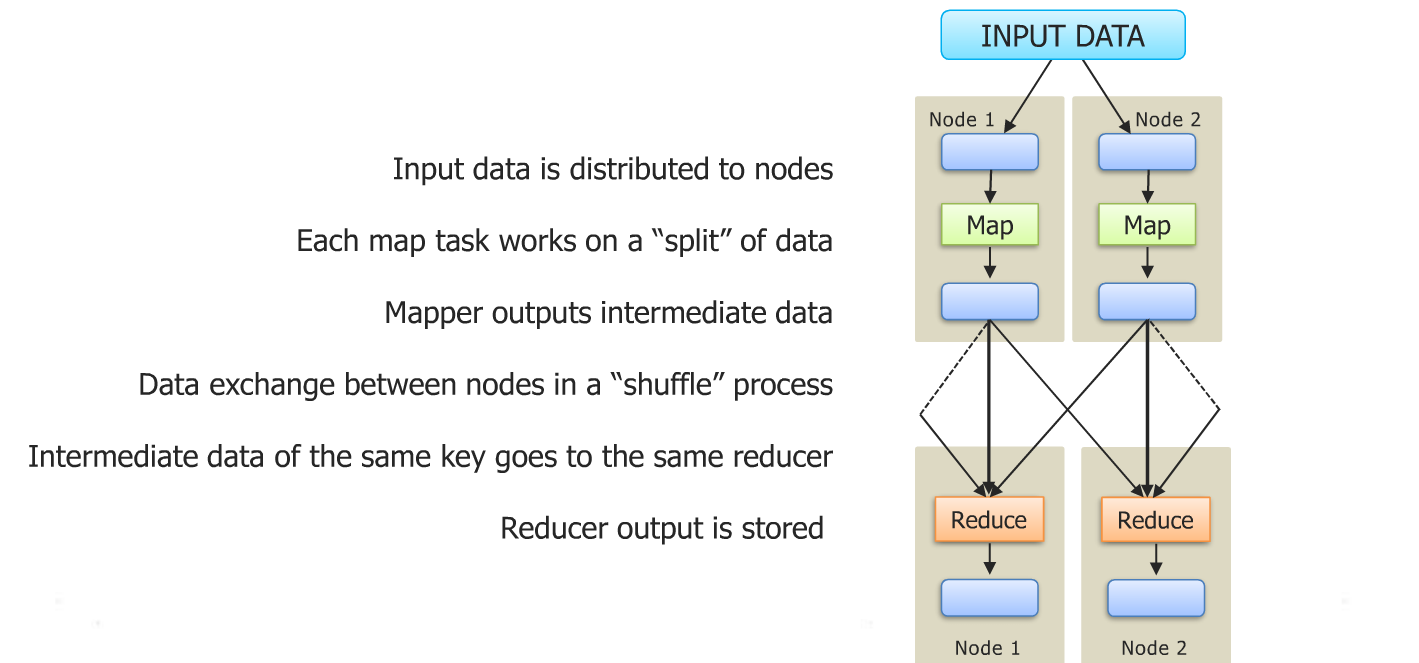 INPUT DATA
Node 1
Node 2
Input data is distributed to nodes
Map
Map
Each map task works on a “split” of data
Mapper outputs intermediate data
Data exchange between nodes in a “shuffle” process
Intermediate data of the same key goes to the same reducer
Reduce
Reduce
Reducer output is stored
Node 1
Node 2